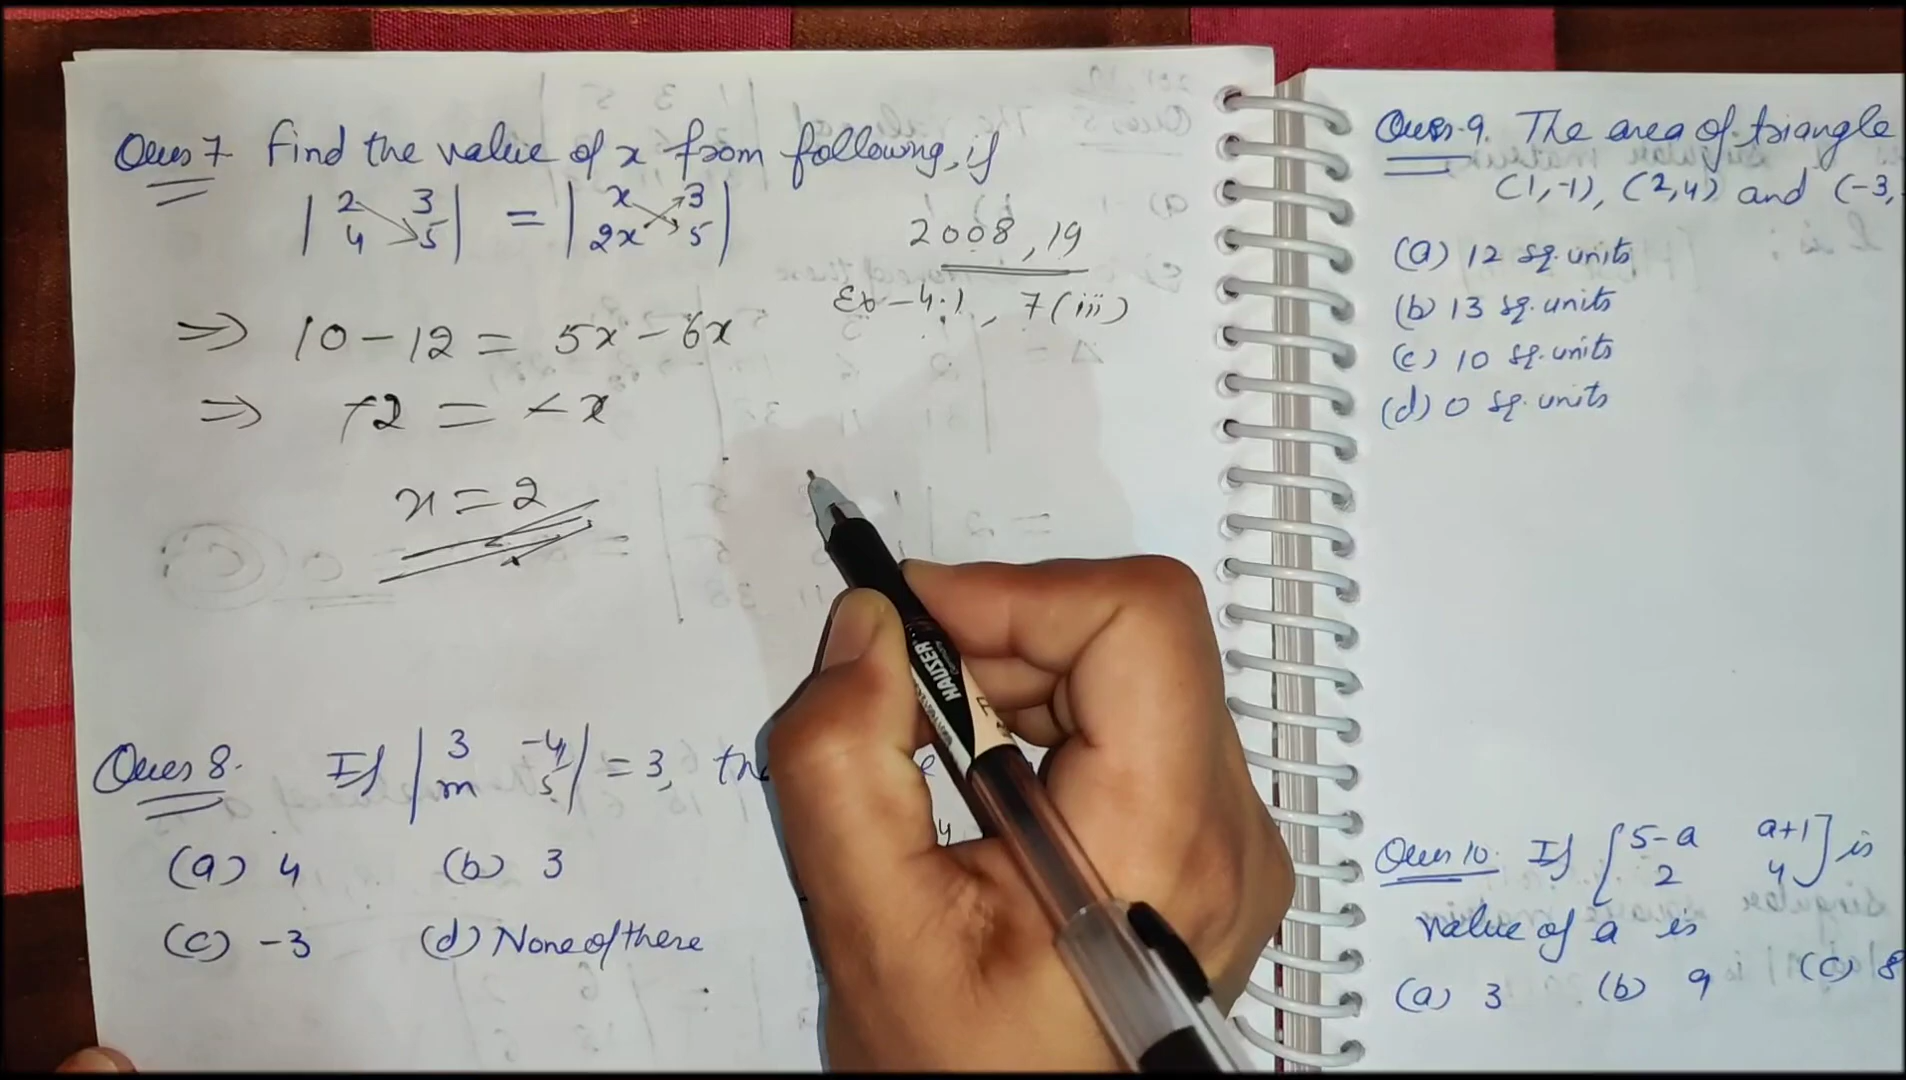 Ques 7 Find the value of x from following, if
| 2 3 | = | x 3 |
| 4 5 | | 2x 5 |
2008, 19
Ex-4.1, 7(iii)
⇒ 10-12 = 5x-6x
⇒ -2 = -x
x = 2
HAUSER
Ques 8. If | 3 -4 | = 3,
| m 5 |
(a) 4 (b) 3
(c) -3 (d) None of there
Ques.9. The area of triangle
(1,-1), (2,4) and (-3,
(a) 12 sq.units
(b) 13 sq.units
(c) 10 sq.units
(d) 0 sq.units
Ques 10. If [ 5-a a+1 ] is
[ 2 4 ]
value of a is
(a) 3 (b) 9 (c) 8